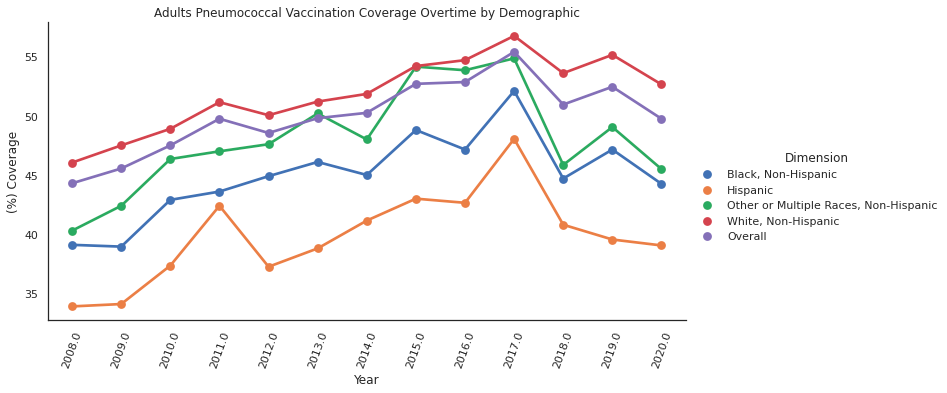 Adults Pneumococcal Vaccination Coverage Overtime by Demographic
55
50
45
40
35
(%) Coverage
2008.0
2009.0
2010.0
2011.0
2012.0
2013.0
2014.0
2015.0
2016.0
2017.0
2018.0
2019.0
2020.0
Year
Dimension
Black, Non-Hispanic
Hispanic
Other or Multiple Races, Non-Hispanic
White, Non-Hispanic
Overall